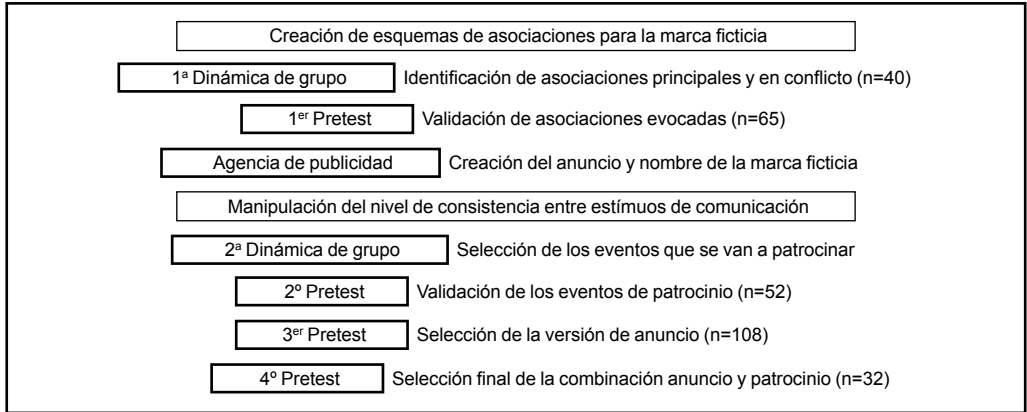 Creación de esquemas de asociaciones para la marca ficticia
1ª Dinámica de grupo Identificación de asociaciones principales y en conflicto (n=40)
1er Pretest Validación de asociaciones evocadas (n=65)
Agencia de publicidad Creación del anuncio y nombre de la marca ficticia
Manipulación del nivel de consistencia entre estímuos de comunicación
2ª Dinámica de grupo Selección de los eventos que se van a patrocinar
2º Pretest Validación de los eventos de patrocinio (n=52)
3er Pretest Selección de la versión de anuncio (n=108)
4º Pretest Selección final de la combinación anuncio y patrocinio (n=32)